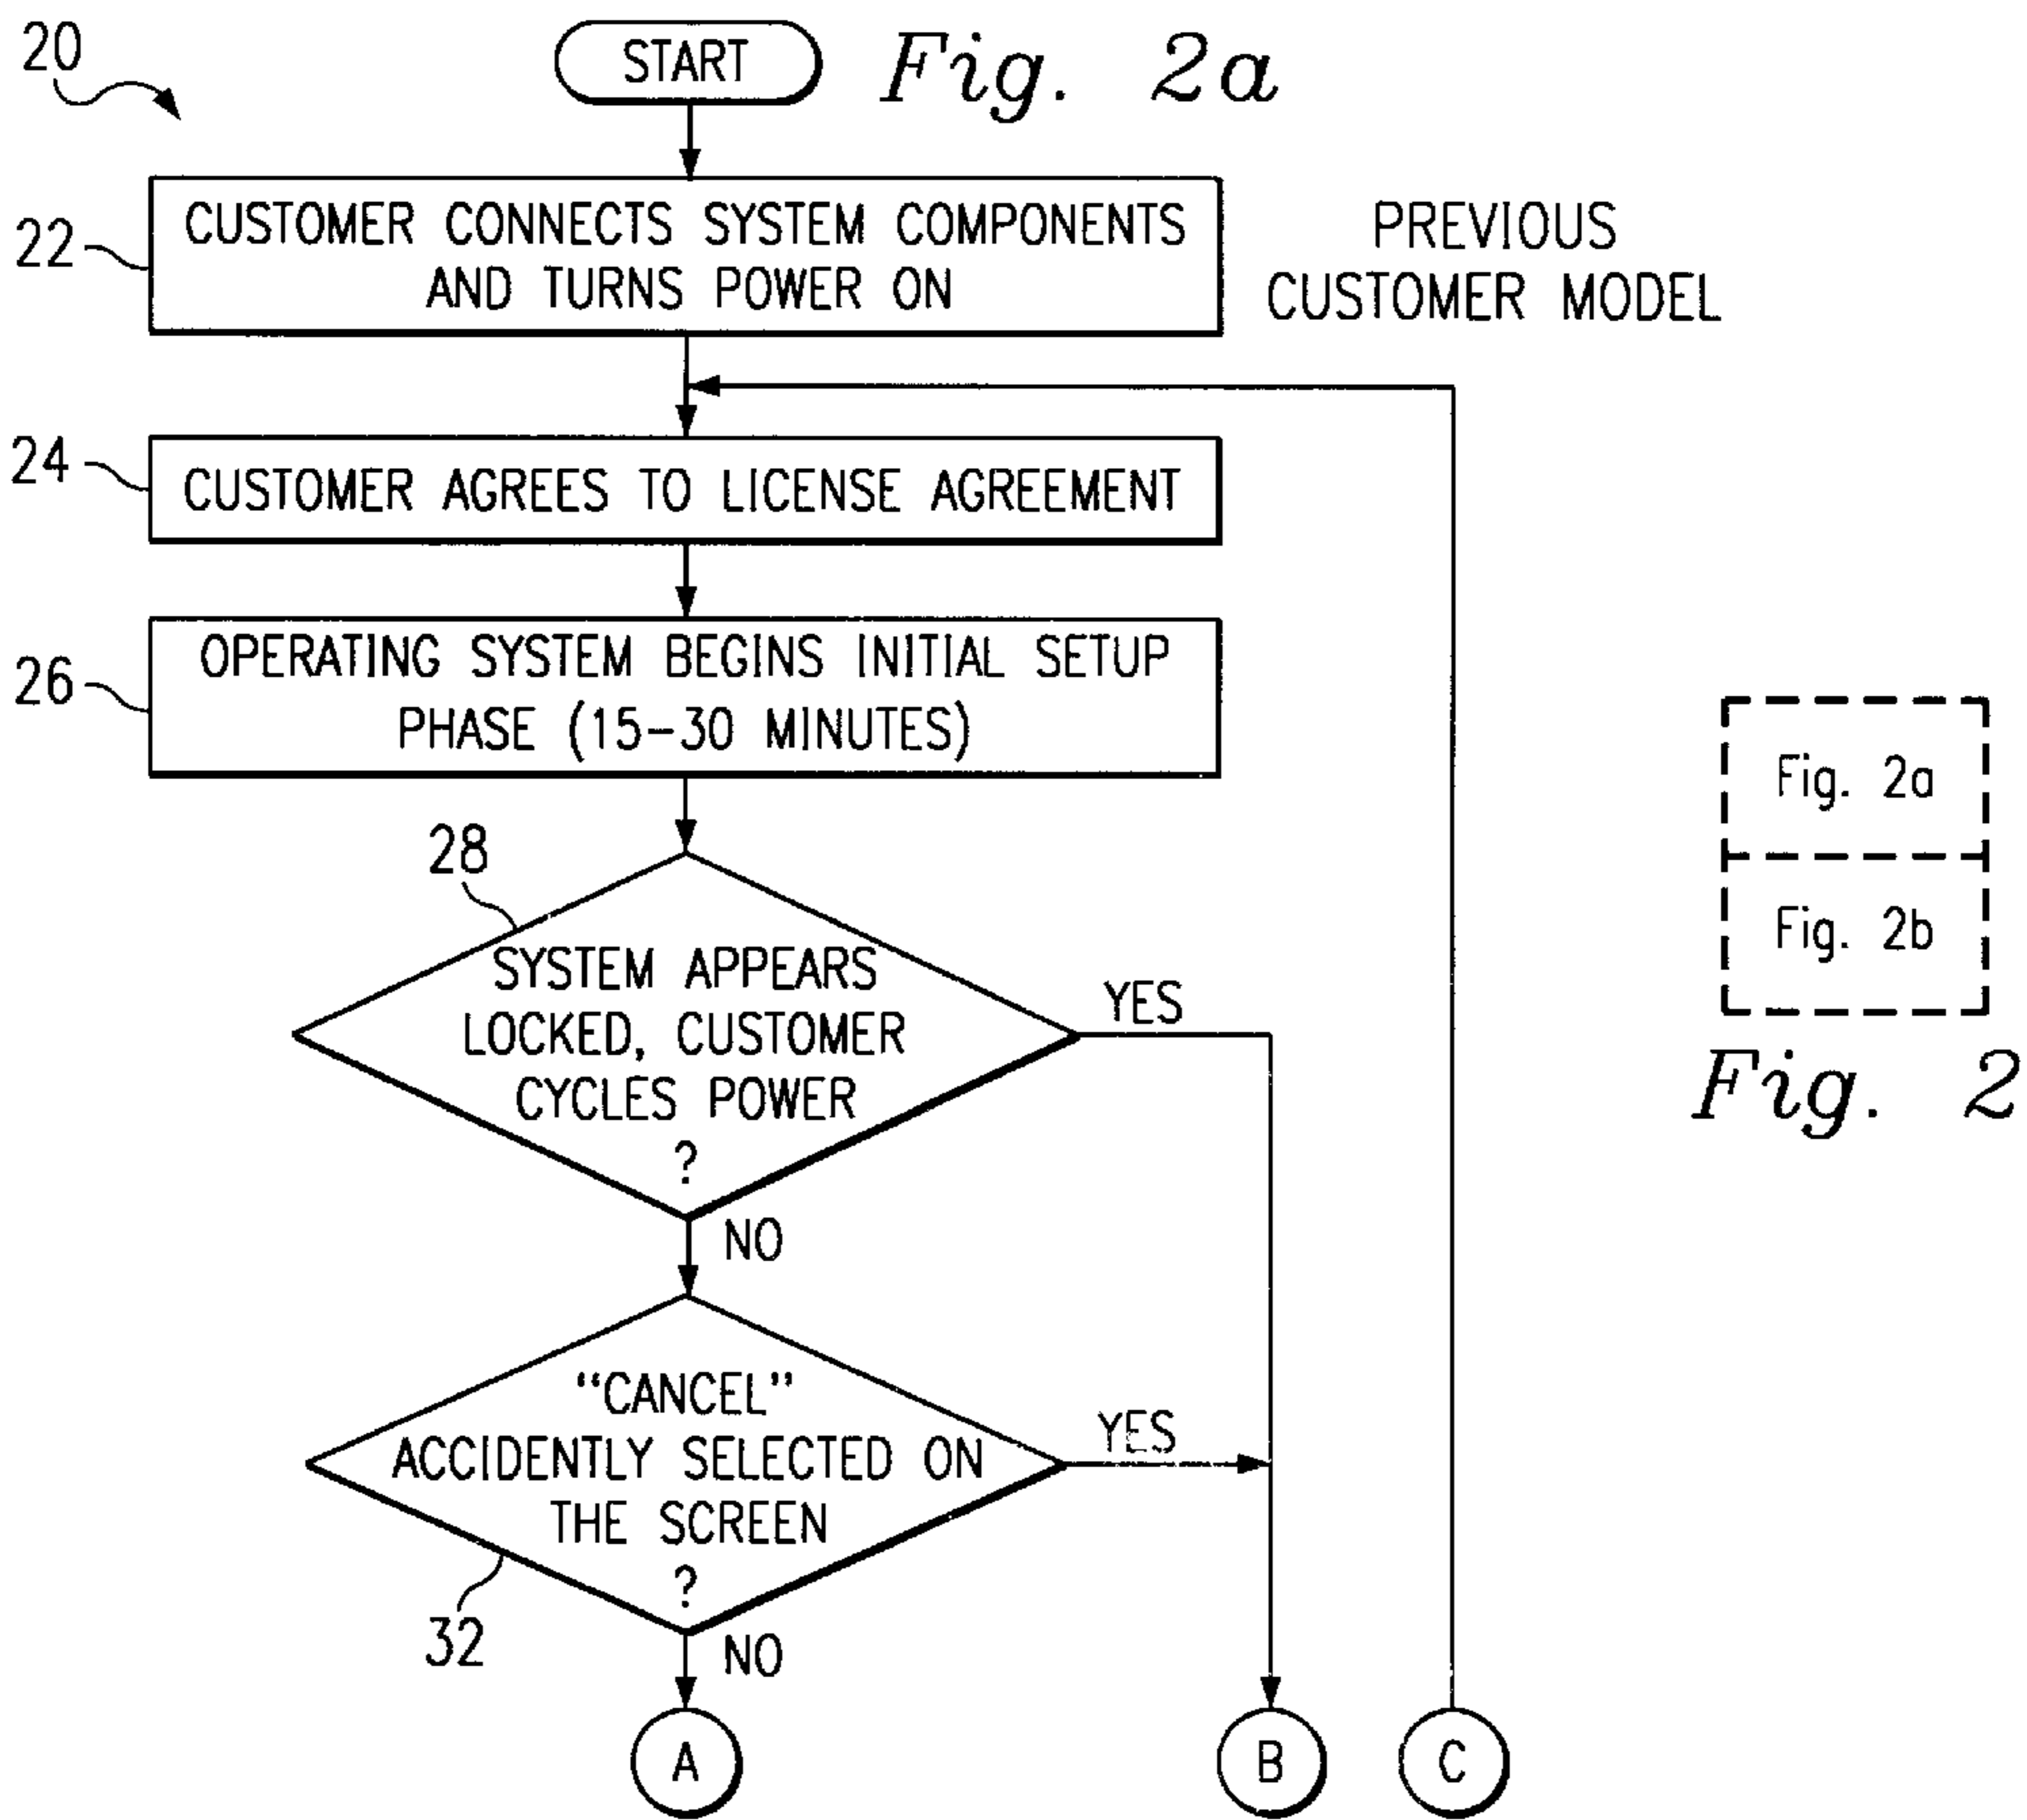 20
START
Fig. 2a
22
CUSTOMER CONNECTS SYSTEM COMPONENTS
AND TURNS POWER ON
PREVIOUS
CUSTOMER MODEL
24
CUSTOMER AGREES TO LICENSE AGREEMENT
26
OPERATING SYSTEM BEGINS INITIAL SETUP
PHASE (15-30 MINUTES)
28
SYSTEM APPEARS
LOCKED, CUSTOMER
CYCLES POWER
?
YES
NO
"CANCEL"
ACCIDENTLY SELECTED ON
THE SCREEN
?
YES
32
NO
A
B
C
Fig. 2a
Fig. 2b
Fig. 2